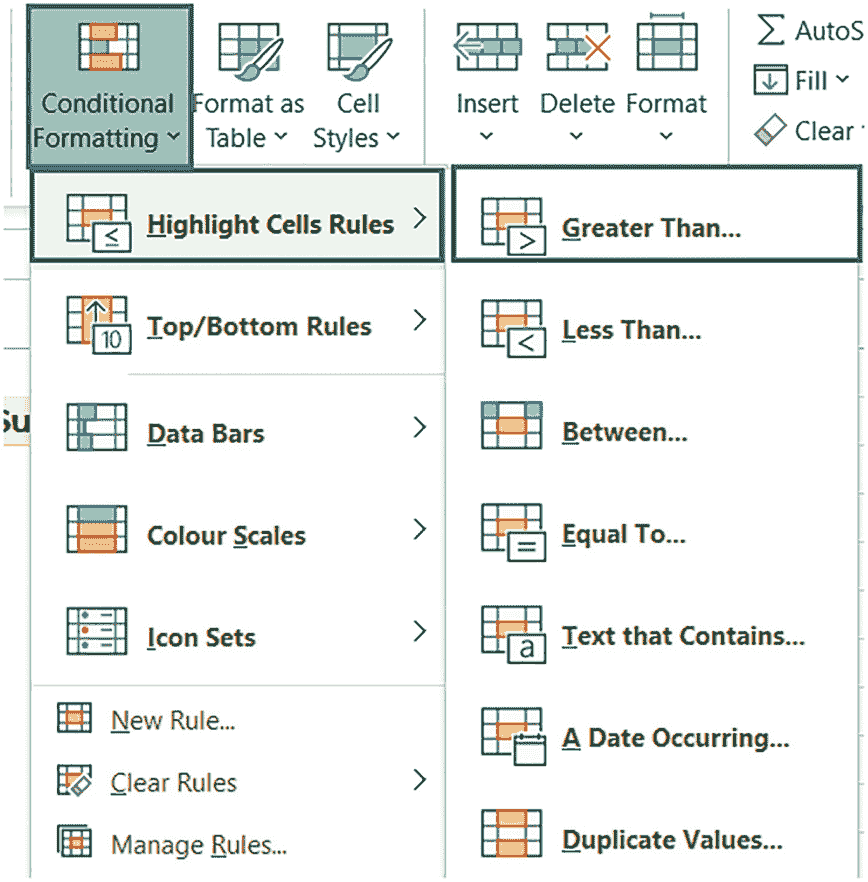 Conditional
Formatting
Format as
Table
Cell
Styles
Insert
Delete
Format
AutoS
Fill
Clear
Highlight Cells Rules
≤
Top/Bottom Rules
10
Data Bars
Colour Scales
Icon Sets
New Rule...
Clear Rules
Manage Rules...
Greater Than...
>
Less Than...
<
Between...
Equal To...
=
Text that Contains...
a
A Date Occurring...
Duplicate Values...
Su